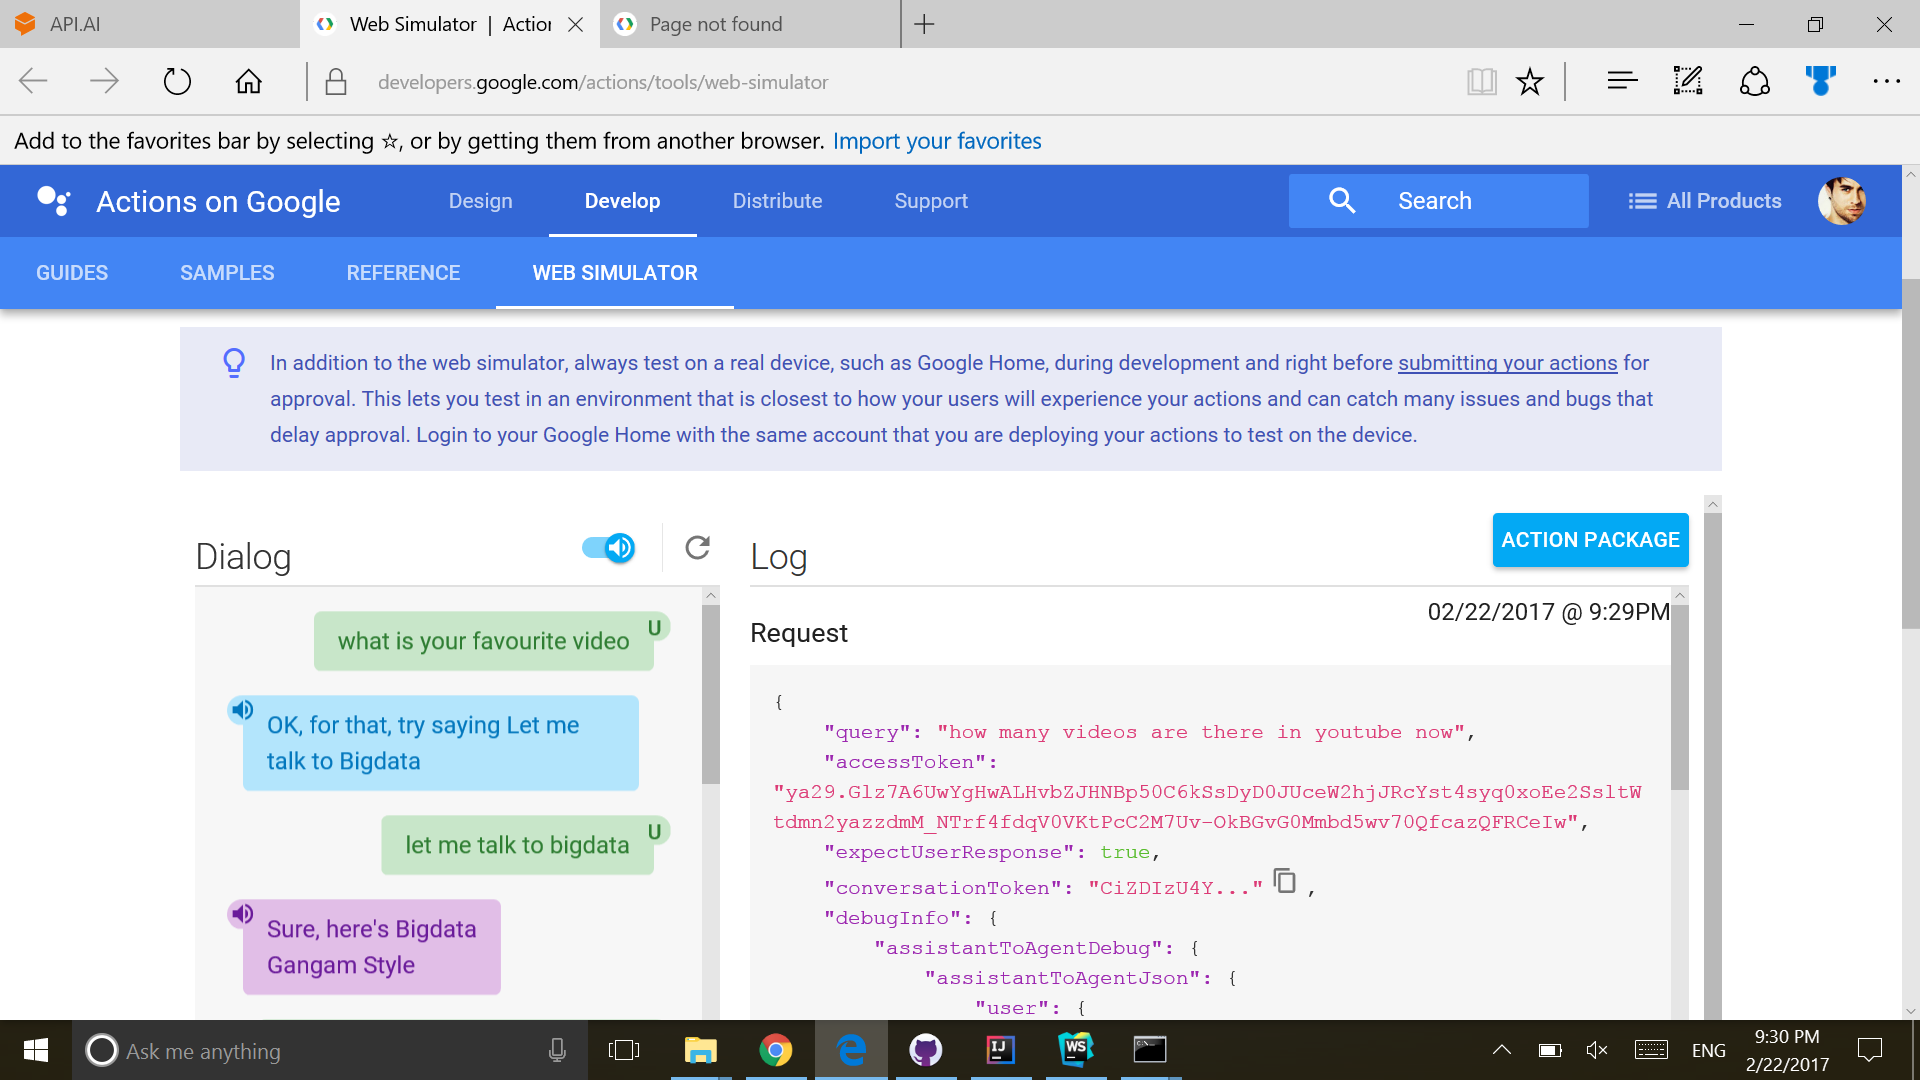 API.AI
Web Simulator | Action
Page not found
developers.google.com/actions/tools/web-simulator
Add to the favorites bar by selecting ☆, or by getting them from another browser. Import your favorites
Actions on Google
Design
Develop
Distribute
Support
Search
All Products
GUIDES
SAMPLES
REFERENCE
WEB SIMULATOR
In addition to the web simulator, always test on a real device, such as Google Home, during development and right before submitting your actions for
approval. This lets you test in an environment that is closest to how your users will experience your actions and can catch many issues and bugs that
delay approval. Login to your Google Home with the same account that you are deploying your actions to test on the device.
Dialog
what is your favourite video
U
OK, for that, try saying Let me
talk to Bigdata
let me talk to bigdata
U
Sure, here's Bigdata
Gangam Style
Log
ACTION PACKAGE
02/22/2017 @ 9:29PM
Request
{
"query": "how many videos are there in youtube now",
"accessToken":
"ya29.Glz7A6UwYgHwALHvbZJHNBp50C6kSsDyD0JUceW2hjJRcYst4syq0xoEe2SsltW
tdmn2yazzdmM_NTrf4fdqV0VKtPcC2M7Uv-OkBGvG0Mmbd5wv70QfcazQFRCeIw",
"expectUserResponse": true,
"conversationToken": "CiZDIzU4Y..." ,
"debugInfo": {
"assistantToAgentDebug": {
"assistantToAgentJson": {
"user": {
Ask me anything
IJ
WS
ENG
9:30 PM
2/22/2017